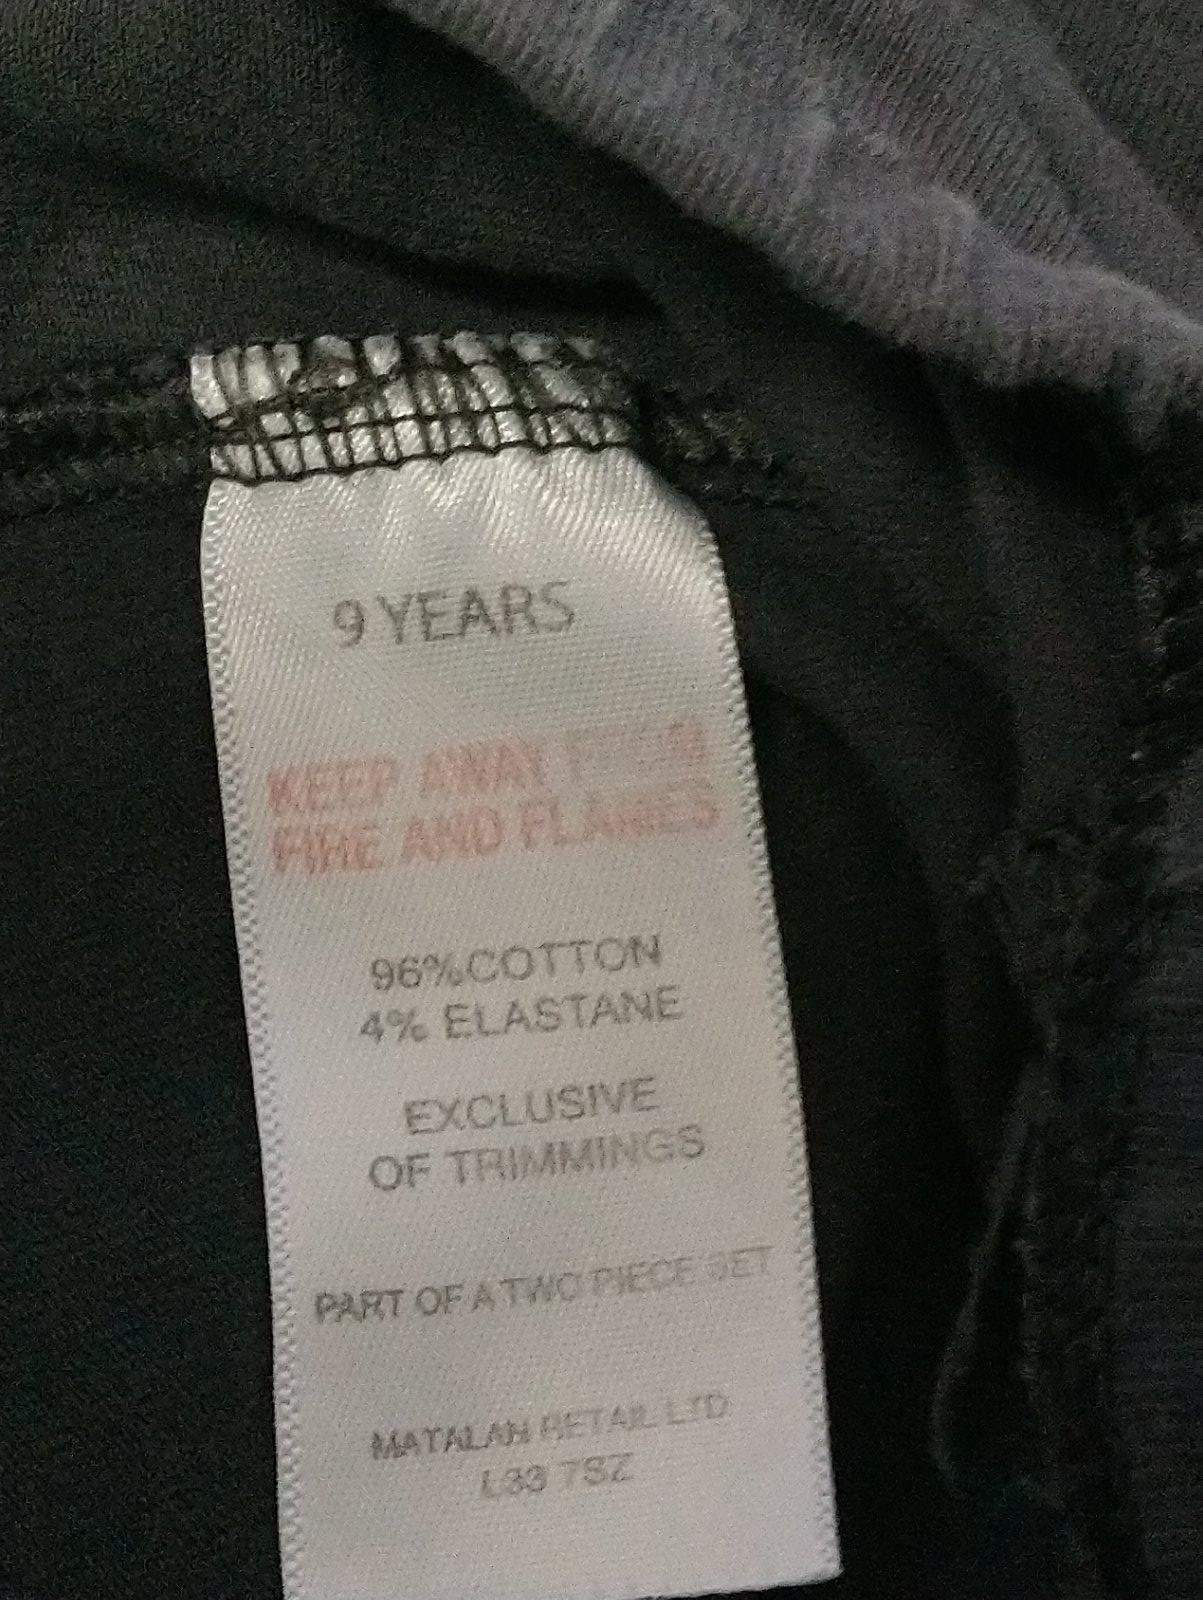 9 YEARS
KEEP AWAY
FIRE AND FLAMES
96%COTTON
4% ELASTANE
EXCLUSIVE
OF TRIMMINGS
PART OF A TWO PIECE SET
MATALAN RETAIL LTD
L33 7SZ